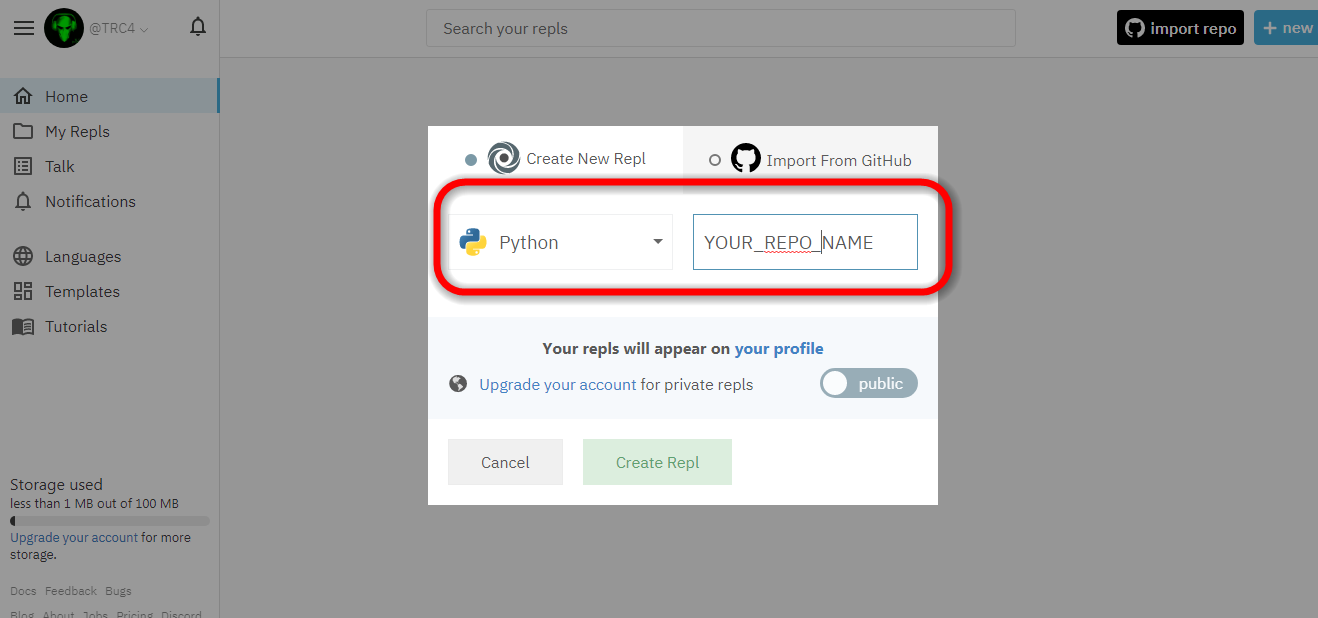 @TRC4
Search your repls
import repo
+ new
Home
My Repls
Talk
Notifications
Languages
Templates
Tutorials
Create New Repl
Import From GitHub
Python
YOUR_REPO_NAME
Your repls will appear on your profile
Upgrade your account for private repls
public
Cancel
Create Repl
Storage used
less than 1 MB out of 100 MB
Upgrade your account for more
storage.
Docs Feedback Bugs
Blog About Jobs Pricing Discord